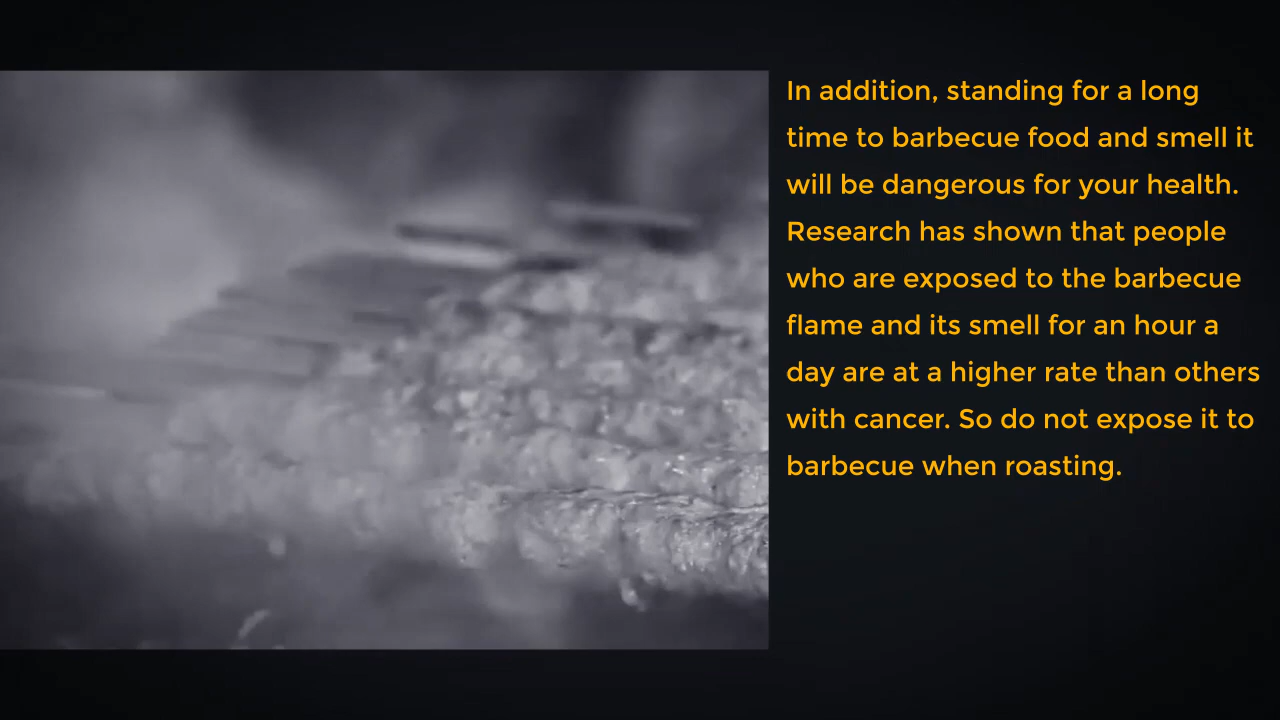 In addition, standing for a long
time to barbecue food and smell it
will be dangerous for your health.
Research has shown that people
who are exposed to the barbecue
flame and its smell for an hour a
day are at a higher rate than others
with cancer. So do not expose it to
barbecue when roasting.